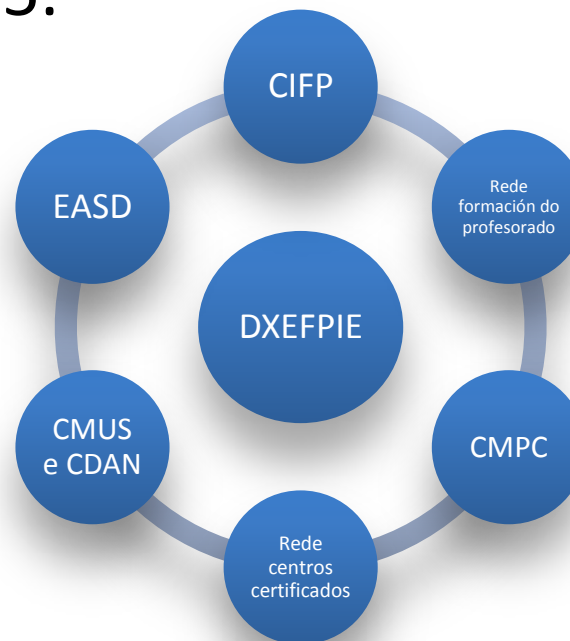 CIFP
Rede
formación do
profesorado
EASD
DXEFPIE
CMUS
e CDAN
CMPC
Rede
centros
certificados